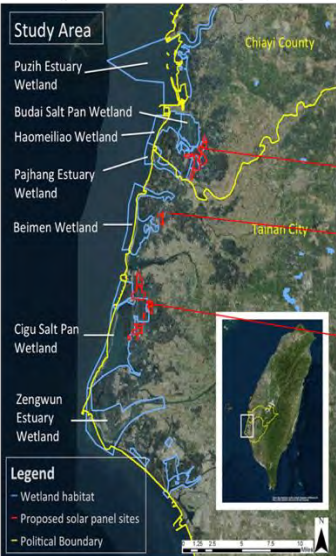 Study Area
Chiayi County
Puzih Estuary
Wetland
Budai Salt Pan Wetland
Haomeiliao Wetland
Pajhang Estuary
Wetland
Beimen Wetland
Tainan City
Cigu Salt Pan
Wetland
Zengwun
Estuary
Wetland
Legend
Wetland habitat
Proposed solar panel sites
Political Boundary
N